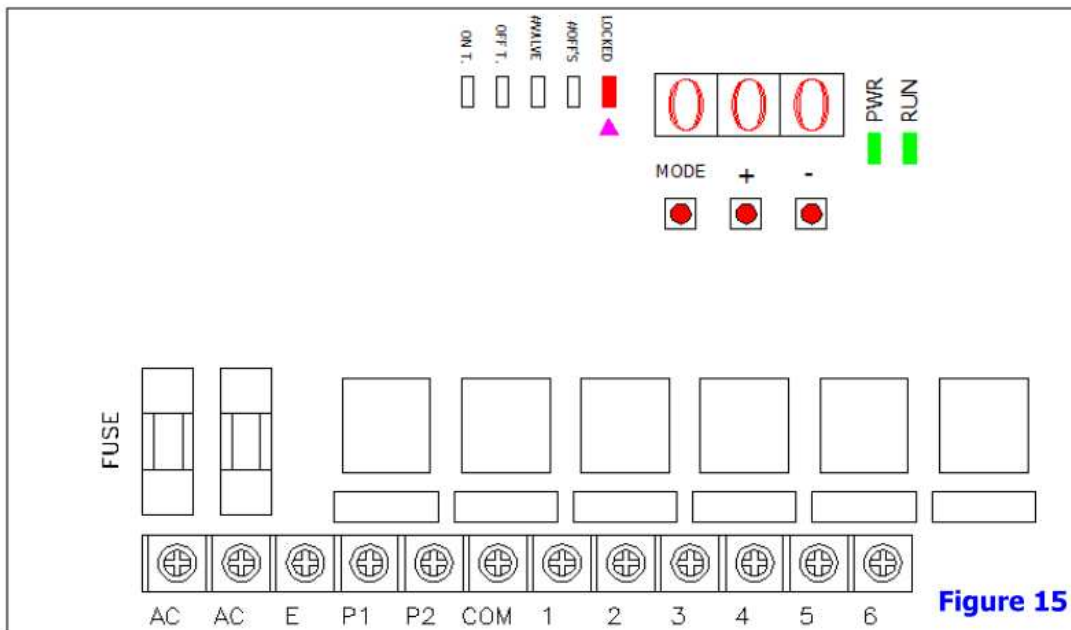 ON T.
OFF T.
#VALVE
#OFF'S
LOCKED
000
PWR
RUN
MODE
+
-
FUSE
AC AC E P1 P2 COM 1 2 3 4 5 6
Figure 15